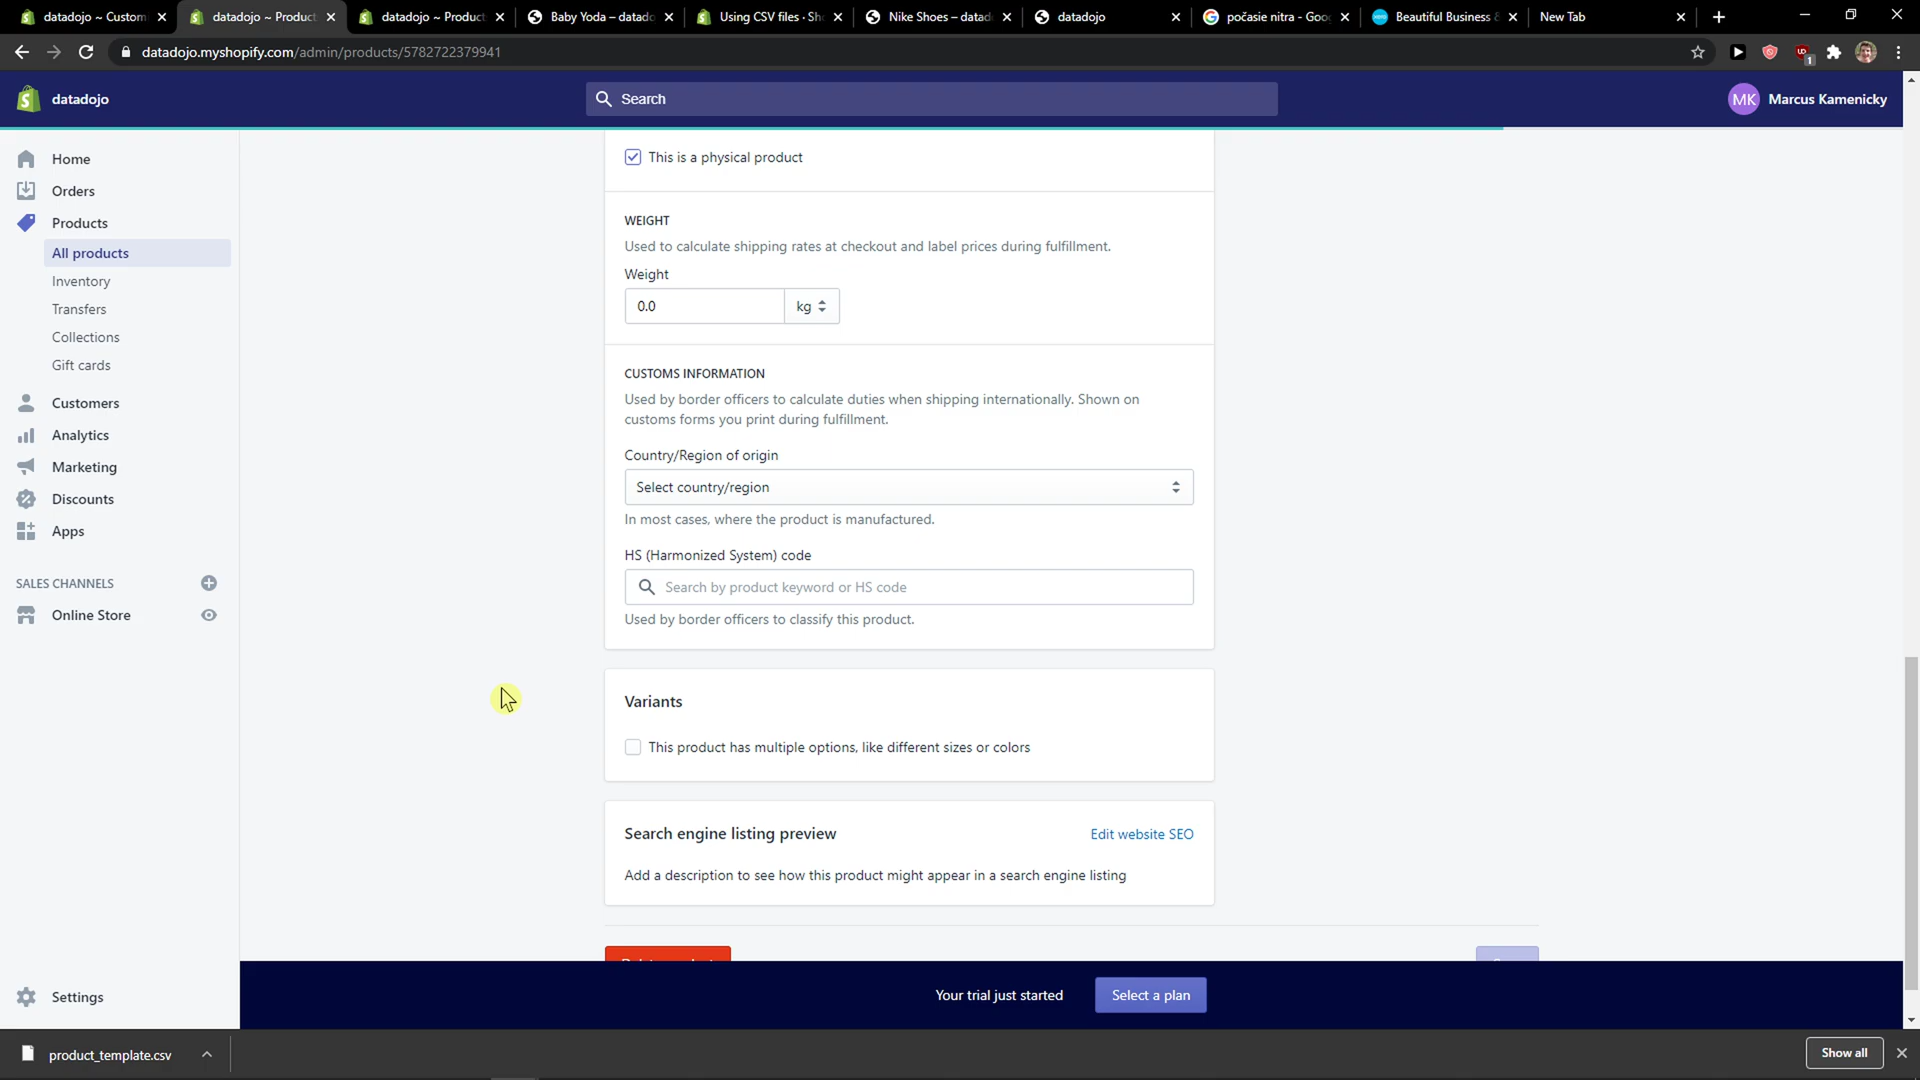 datadojo ~ Custom
datadojo ~ Product
datadojo ~ Product
Baby Yoda – datado
Using CSV files · Sh
Nike Shoes – datad
datadojo
počasie nitra - Goo
Beautiful Business &
New Tab
datadojo.myshopify.com/admin/products/5782722379941
datadojo
Search
MK Marcus Kamenicky
Home
Orders
Products
All products
Inventory
Transfers
Collections
Gift cards
Customers
Analytics
Marketing
Discounts
Apps
SALES CHANNELS
Online Store
Settings
This is a physical product
WEIGHT
Used to calculate shipping rates at checkout and label prices during fulfillment.
Weight
0.0 kg
CUSTOMS INFORMATION
Used by border officers to calculate duties when shipping internationally. Shown on
customs forms you print during fulfillment.
Country/Region of origin
Select country/region
In most cases, where the product is manufactured.
HS (Harmonized System) code
Search by product keyword or HS code
Used by border officers to classify this product.
Variants
This product has multiple options, like different sizes or colors
Search engine listing preview
Edit website SEO
Add a description to see how this product might appear in a search engine listing
Your trial just started
Select a plan
product_template.csv
Show all